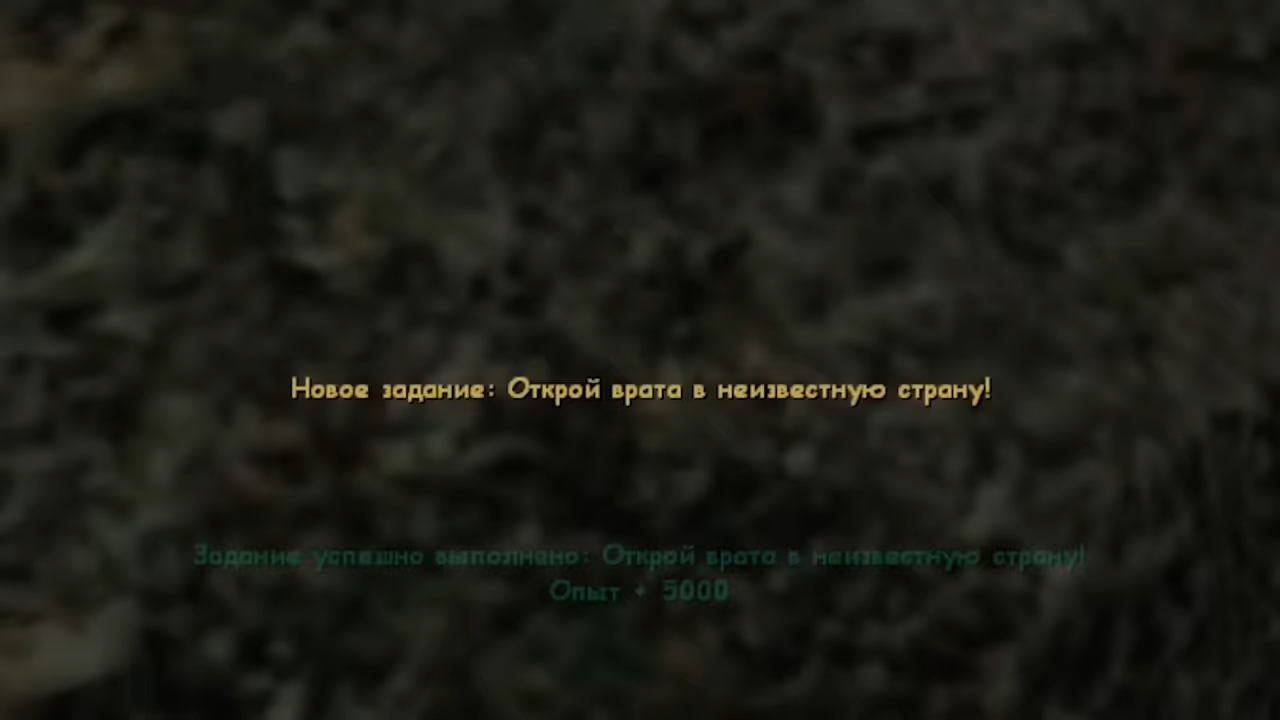 Новое задание: Открой врата в неизвестную страну!
Задание успешно выполнено: Открой врата в неизвестную страну!
Опыт + 5000